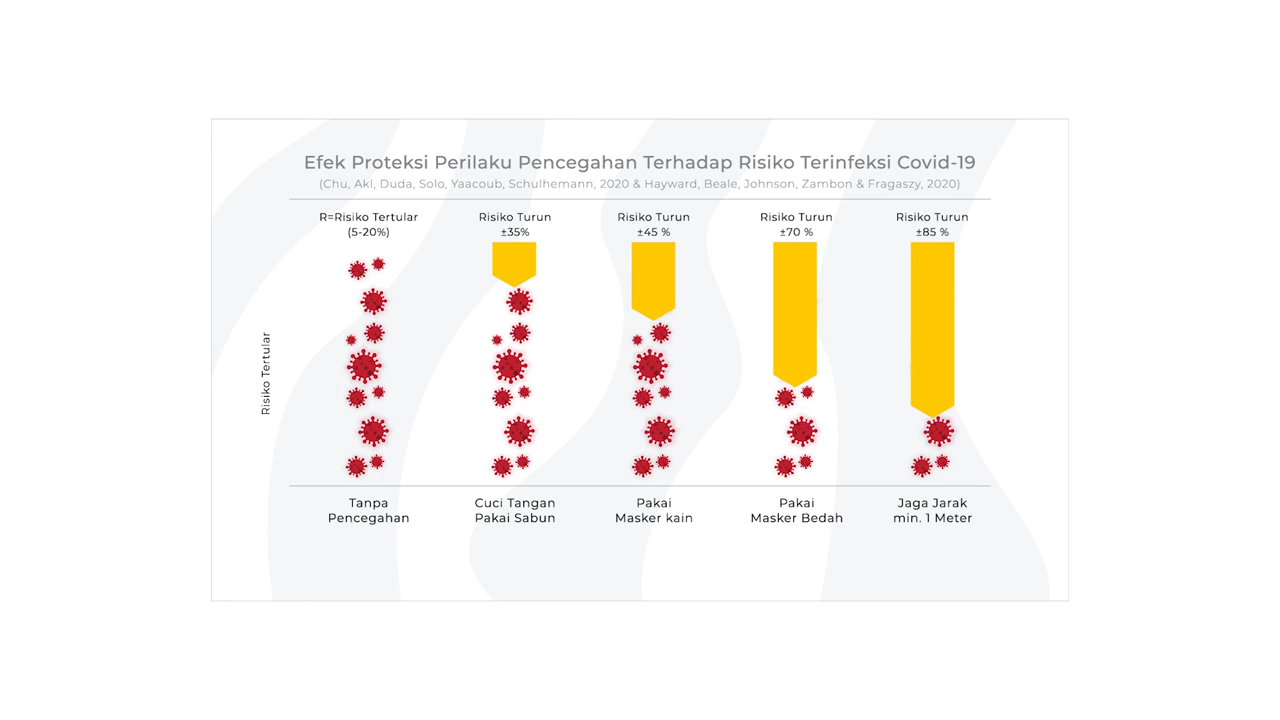 Efek Proteksi Perilaku Pencegahan Terhadap Risiko Terinfeksi Covid-19
(Chu, Akl, Duda, Solo, Yaacoub, Schulhemann, 2020 & Hayward, Beale, Johnson, Zambon & Fragaszy, 2020)
R=Risiko Tertular
(5-20%)
Risiko Turun
±35%
Risiko Turun
±45 %
Risiko Turun
±70 %
Risiko Turun
±85 %
Risiko Tertular
Tanpa
Pencegahan
Cuci Tangan
Pakai Sabun
Pakai
Masker kain
Pakai
Masker Bedah
Jaga Jarak
min. 1 Meter